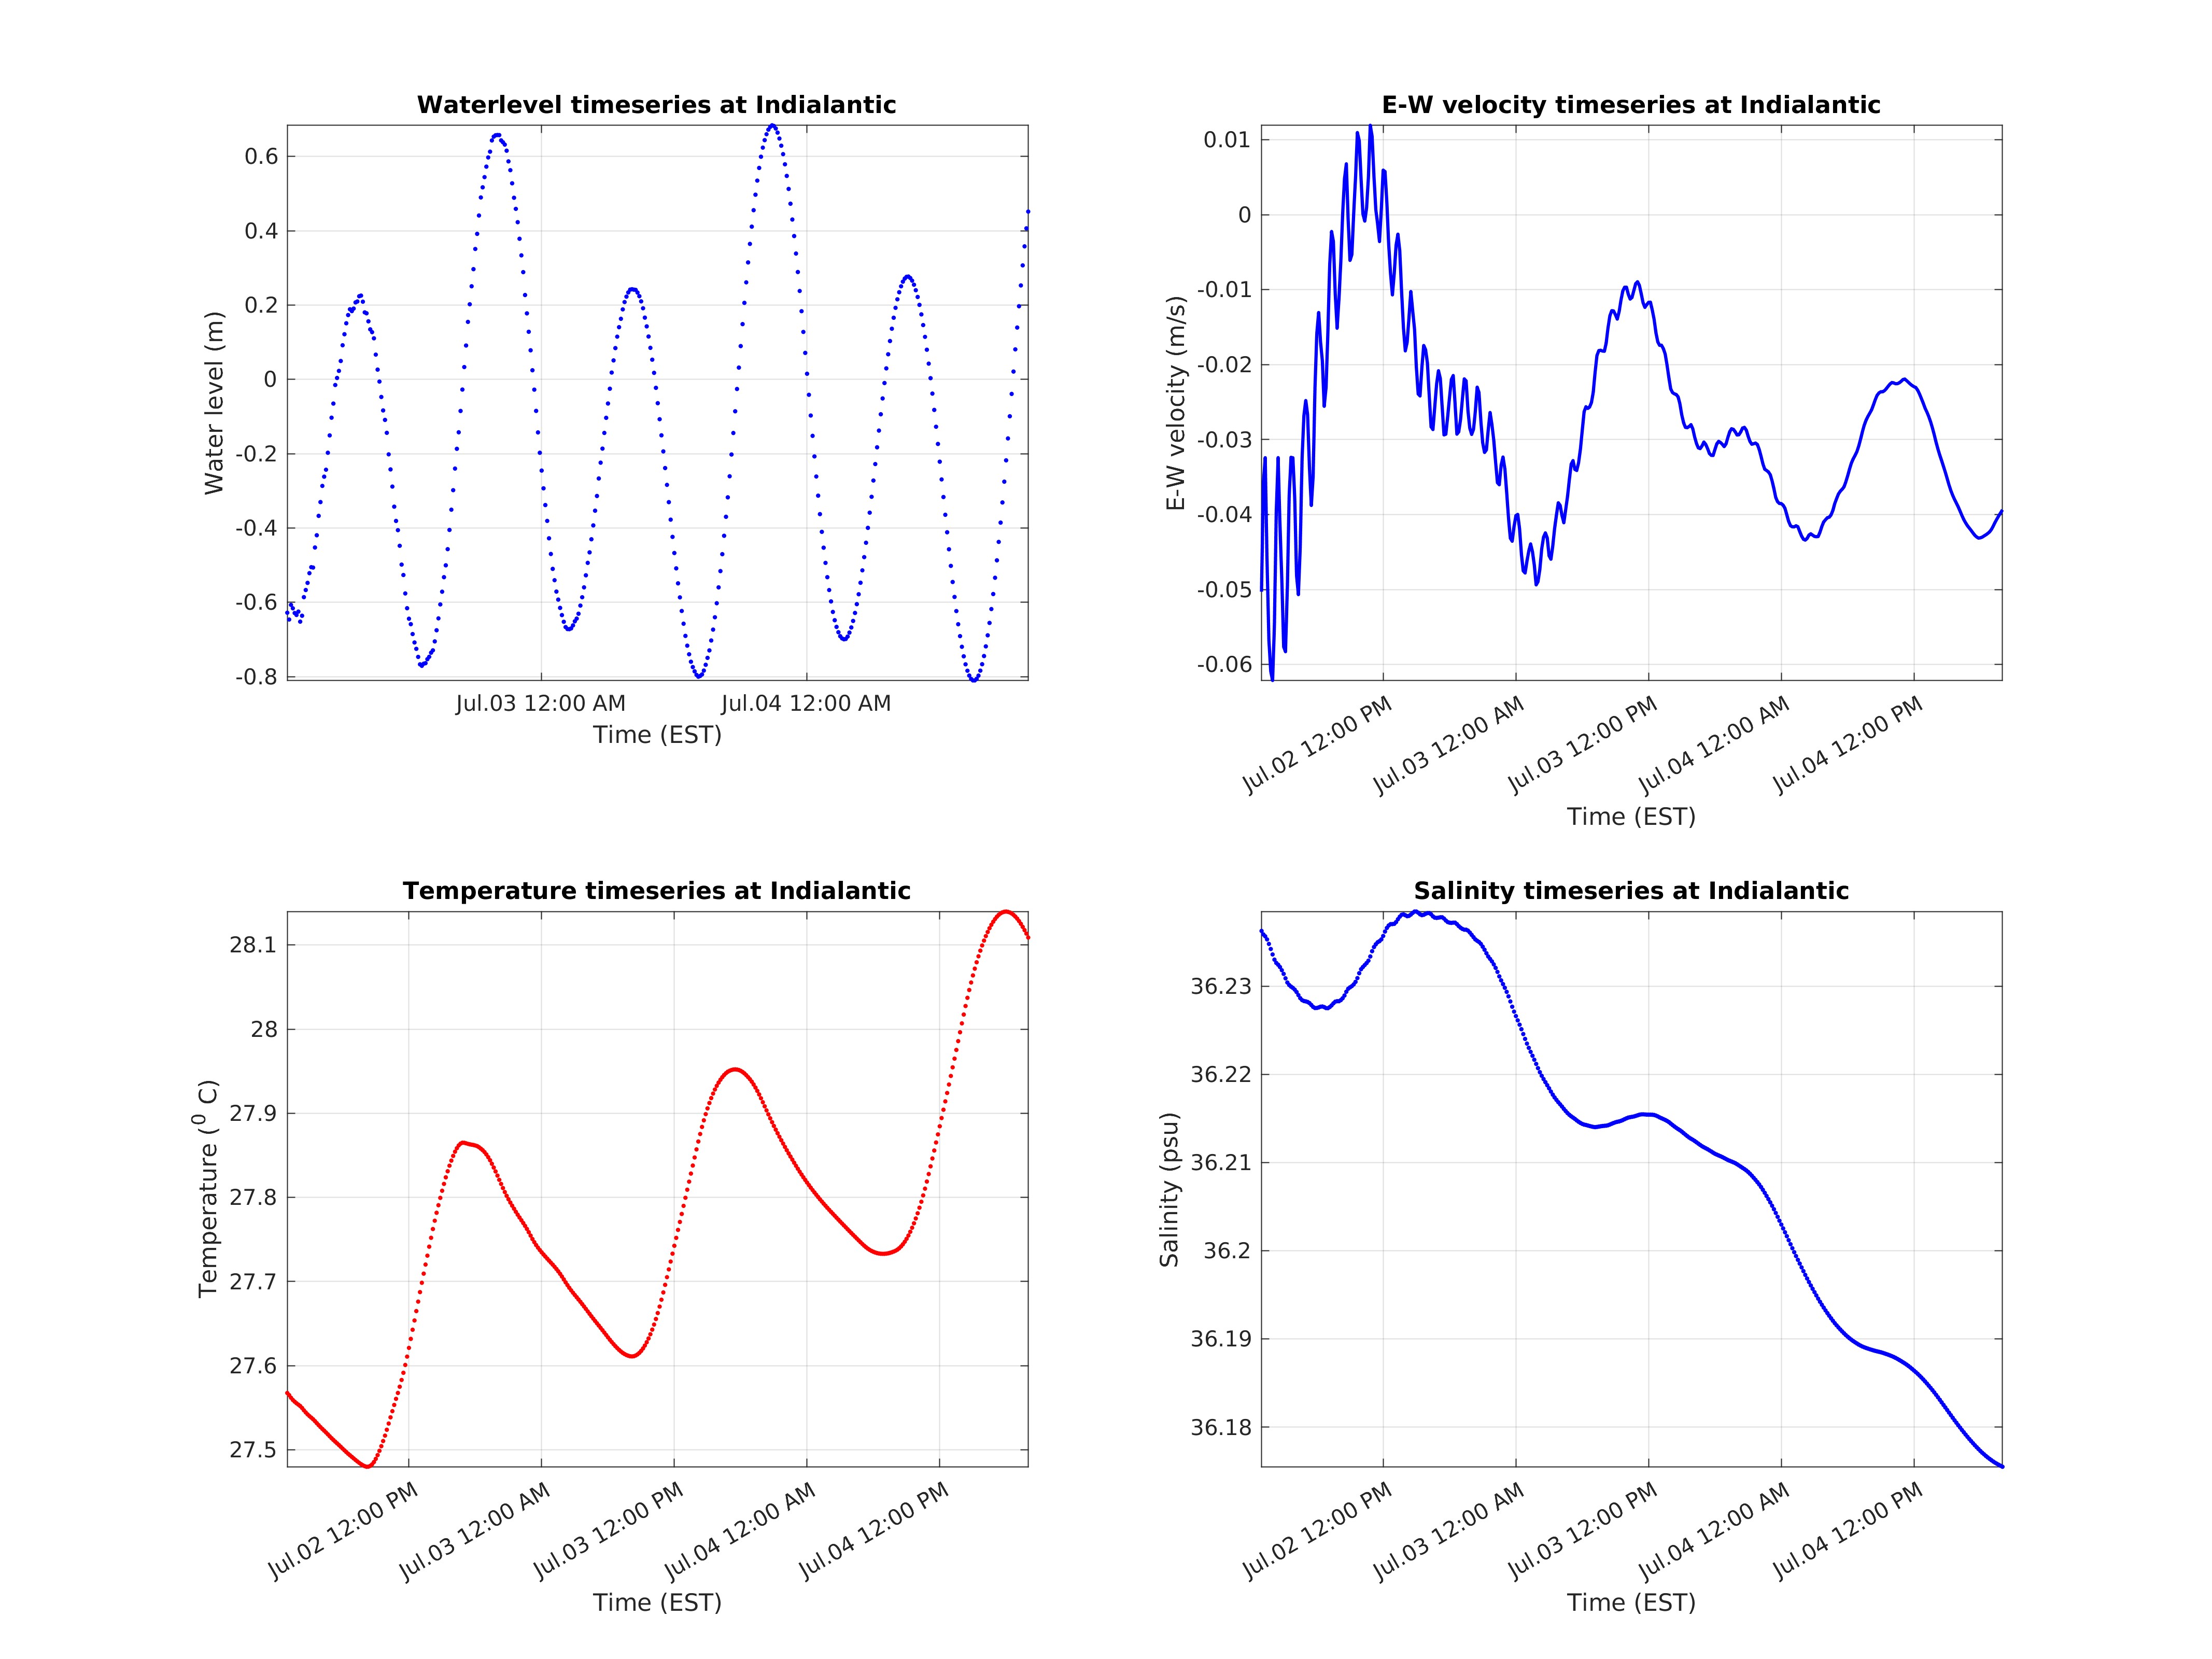 Waterlevel timeseries at Indialantic
0.6
0.4
0.2
0
-0.2
-0.4
-0.6
-0.8
Water level (m)
Jul.03 12:00 AM
Jul.04 12:00 AM
Time (EST)
E-W velocity timeseries at Indialantic
0.01
0
-0.01
-0.02
-0.03
-0.04
-0.05
-0.06
E-W velocity (m/s)
Jul.02 12:00 PM
Jul.03 12:00 AM
Jul.03 12:00 PM
Jul.04 12:00 AM
Jul.04 12:00 PM
Time (EST)
Temperature timeseries at Indialantic
28.1
28
27.9
27.8
27.7
27.6
27.5
Temperature (⁰ C)
Jul.02 12:00 PM
Jul.03 12:00 AM
Jul.03 12:00 PM
Jul.04 12:00 AM
Jul.04 12:00 PM
Time (EST)
Salinity timeseries at Indialantic
36.23
36.22
36.21
36.2
36.19
36.18
Salinity (psu)
Jul.02 12:00 PM
Jul.03 12:00 AM
Jul.03 12:00 PM
Jul.04 12:00 AM
Jul.04 12:00 PM
Time (EST)